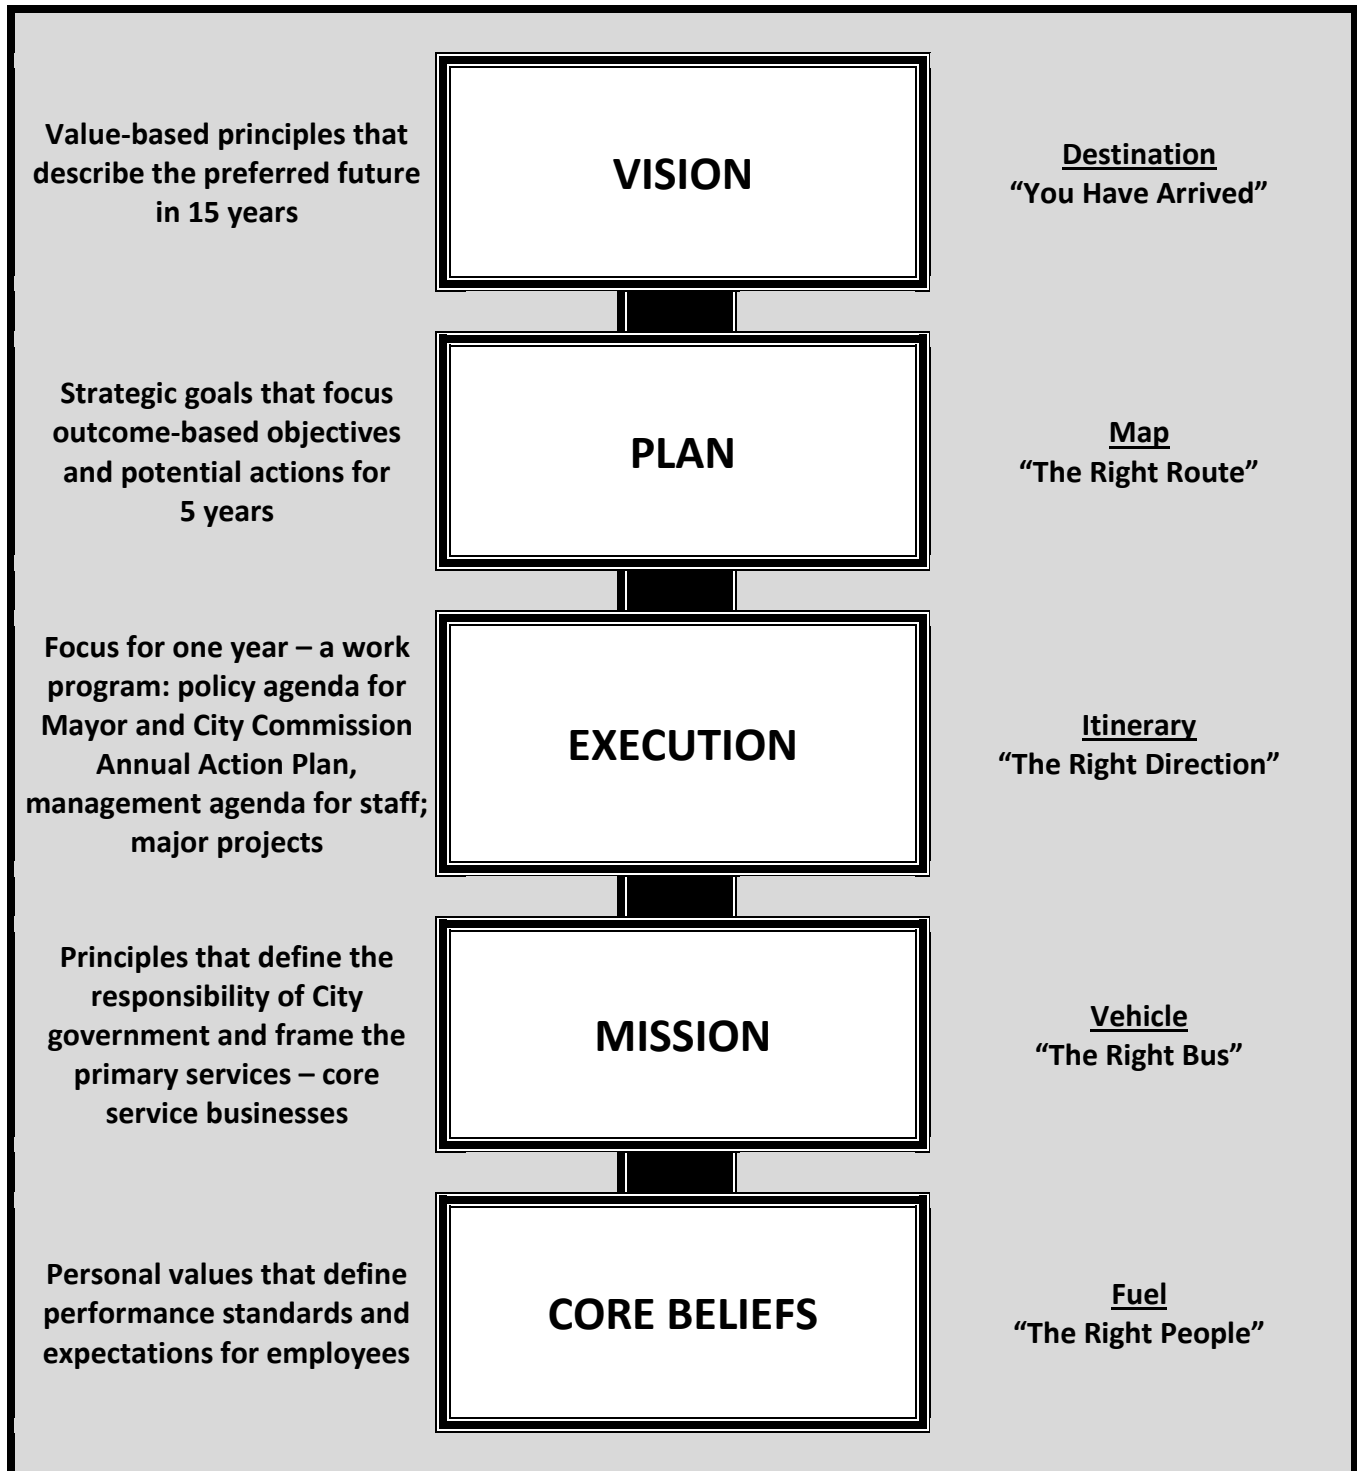 Value-based principles that
describe the preferred future
in 15 years
VISION
Destination
“You Have Arrived”
Strategic goals that focus
outcome-based objectives
and potential actions for
5 years
PLAN
Map
“The Right Route”
Focus for one year – a work
program: policy agenda for
Mayor and City Commission
Annual Action Plan,
management agenda for staff;
major projects
EXECUTION
Itinerary
“The Right Direction”
Principles that define the
responsibility of City
government and frame the
primary services – core
service businesses
MISSION
Vehicle
“The Right Bus”
Personal values that define
performance standards and
expectations for employees
CORE BELIEFS
Fuel
“The Right People”